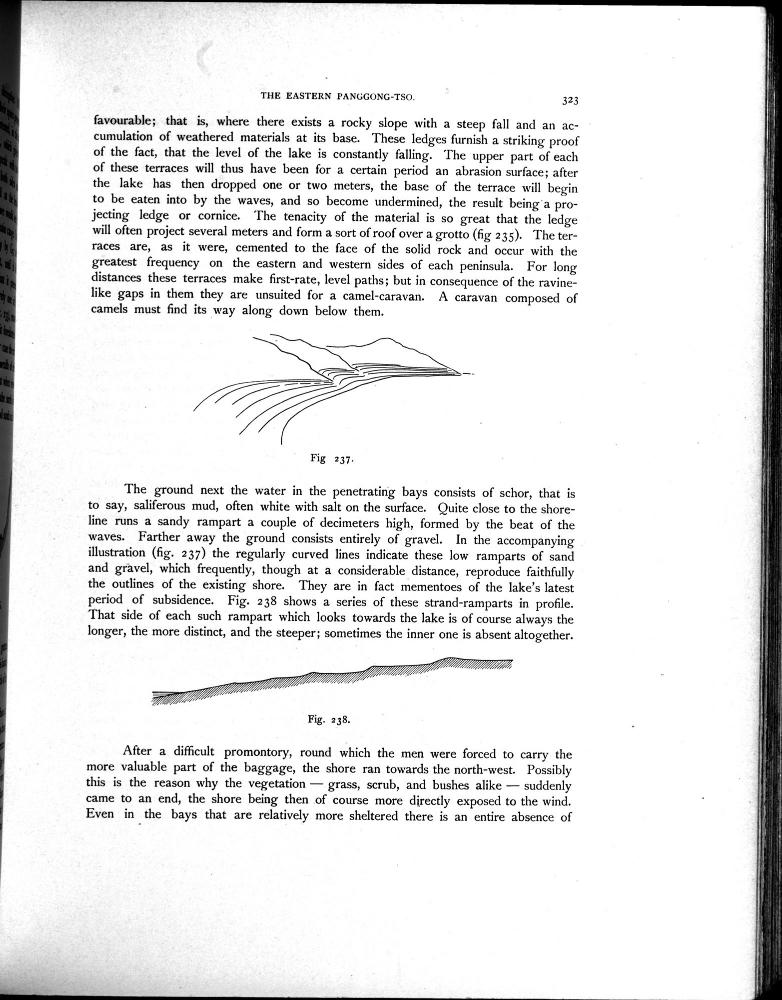 THE EASTERN PANGGONG-TSO.
323
favourable; that is, where there exists a rocky slope with a steep fall and an ac-
cumulation of weathered materials at its base. These ledges furnish a striking proof
of the fact, that the level of the lake is constantly falling. The upper part of each
of these terraces will thus have been for a certain period an abrasion surface; after
the lake has then dropped one or two meters, the base of the terrace will begin
to be eaten into by the waves, and so become undermined, the result being a pro-
jecting ledge or cornice. The tenacity of the material is so great that the ledge
will often project several meters and form a sort of roof over a grotto (fig 235). The ter-
races are, as it were, cemented to the face of the solid rock and occur with the
greatest frequency on the eastern and western sides of each peninsula. For long
distances these terraces make first-rate, level paths; but in consequence of the ravine-
like gaps in them they are unsuited for a camel-caravan. A caravan composed of
camels must find its way along down below them.
Fig 237.
The ground next the water in the penetrating bays consists of schor, that is
to say, saliferous mud, often white with salt on the surface. Quite close to the shore-
line runs a sandy rampart a couple of decimeters high, formed by the beat of the
waves. Farther away the ground consists entirely of gravel. In the accompanying
illustration (fig. 237) the regularly curved lines indicate these low ramparts of sand
and gravel, which frequently, though at a considerable distance, reproduce faithfully
the outlines of the existing shore. They are in fact mementoes of the lake's latest
period of subsidence. Fig. 238 shows a series of these strand-ramparts in profile.
That side of each such rampart which looks towards the lake is of course always the
longer, the more distinct, and the steeper; sometimes the inner one is absent altogether.
Fig. 238.
After a difficult promontory, round which the men were forced to carry the
more valuable part of the baggage, the shore ran towards the north-west. Possibly
this is the reason why the vegetation — grass, scrub, and bushes alike — suddenly
came to an end, the shore being then of course more directly exposed to the wind.
Even in the bays that are relatively more sheltered there is an entire absence of